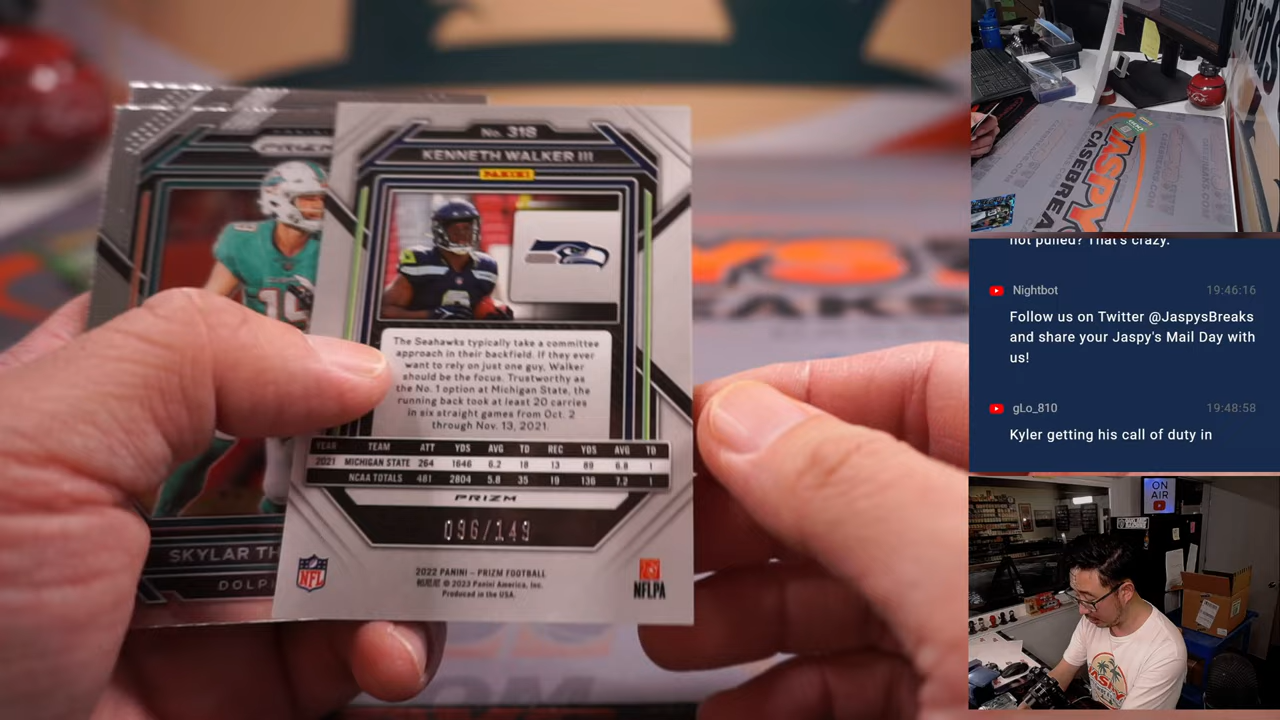 No. 318
KENNETH WALKER III
PANINI
The Seahawks typically take a committee
approach in their backfield. If they ever
want to rely on just one guy, Walker
should be the focus. Trustworthy as
the No. 1 option at Michigan State, the
running back took at least 20 carries
in six straight games from Oct. 2
through Nov. 13, 2021.
YEAR TEAM ATT YDS AVG TD REC YDS AVG TD
2021 MICHIGAN STATE 264 1646 6.2 18 13 89 6.8 1
NCAA TOTALS 481 2804 5.8 35 19 136 7.2 1
PRIZM
096/149
2022 PANINI – PRIZM FOOTBALL
© 2023 Panini America, Inc.
Produced in the USA.
NFL
NFLPA
PRIZM
SKYLAR TH
DOLP
JASPY
CASEBREA
not pulled? That's crazy.
Nightbot 19:46:16
Follow us on Twitter @JaspysBreaks
and share your Jaspy's Mail Day with
us!
gLo_810 19:48:58
Kyler getting his call of duty in
ON
AIR